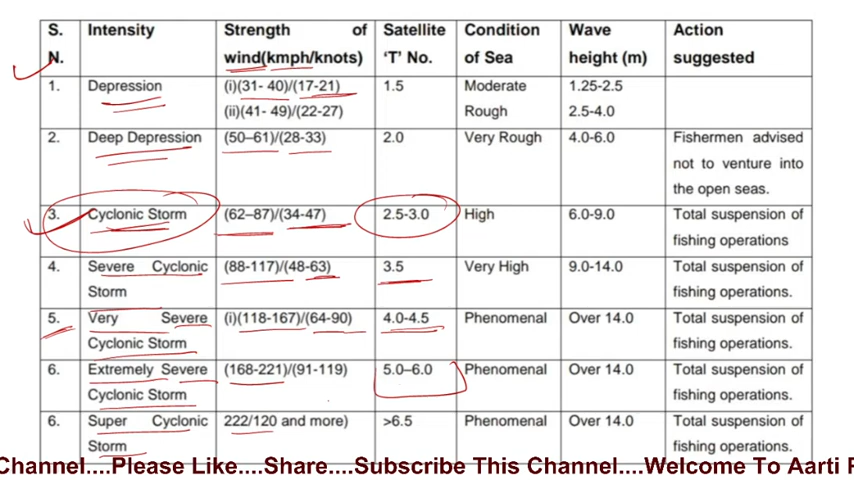 S. Intensity Strength of Satellite Condition Wave Action
N. wind(kmph/knots) ‘T’ No. of Sea height (m) suggested
1. Depression (i)(31- 40)/(17-21) 1.5 Moderate 1.25-2.5
(ii)(41- 49)/(22-27) Rough 2.5-4.0
2. Deep Depression (50–61)/(28-33) 2.0 Very Rough 4.0-6.0 Fishermen advised
not to venture into
the open seas.
3. Cyclonic Storm (62–87)/(34-47) 2.5-3.0 High 6.0-9.0 Total suspension of
fishing operations
4. Severe Cyclonic (88-117)/(48-63) 3.5 Very High 9.0-14.0 Total suspension of
Storm fishing operations.
5. Very Severe (i)(118-167)/(64-90) 4.0-4.5 Phenomenal Over 14.0 Total suspension of
Cyclonic Storm fishing operations.
6. Extremely Severe (168-221)/(91-119) 5.0–6.0 Phenomenal Over 14.0 Total suspension of
Cyclonic Storm fishing operations.
6. Super Cyclonic 222/120 and more) >6.5 Phenomenal Over 14.0 Total suspension of
Storm fishing operations.
Channel....Please Like....Share....Subscribe This Channel....Welcome To Aarti